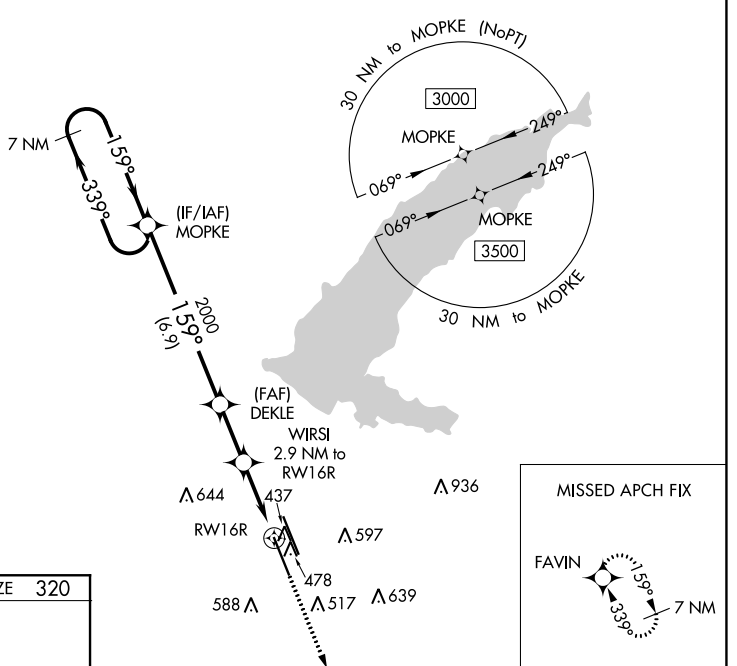 30 NM to MOPKE (NoPT)
3000
MOPKE
249°
069°
249°
069°
MOPKE
3500
30 NM to MOPKE
7 NM
159°
339°
(IF/IAF)
MOPKE
2000
159°
(6.9)
(FAF)
DEKLE
WIRSI
2.9 NM to
RW16R
644
437
936
RW16R
597
478
588
517
639
MISSED APCH FIX
FAVIN
159°
339°
7 NM
ZE 320